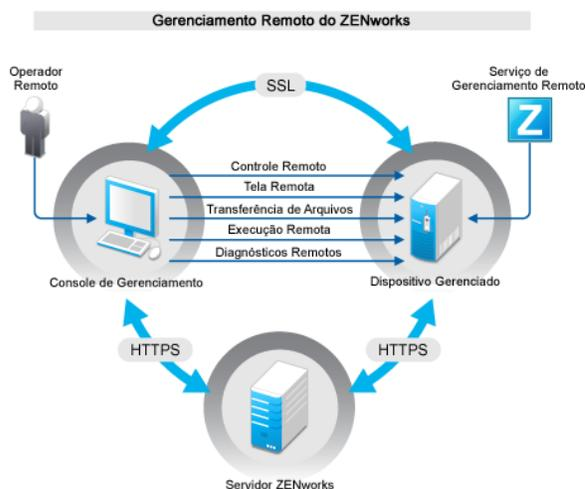 Gerenciamento Remoto do ZENworks
Operador
Remoto
SSL
Serviço de
Gerenciamento Remoto
Z
Controle Remoto
Tela Remota
Transferência de Arquivos
Execução Remota
Diagnósticos Remotos
Console de Gerenciamento
Dispositivo Gerenciado
HTTPS
HTTPS
Servidor ZENworks